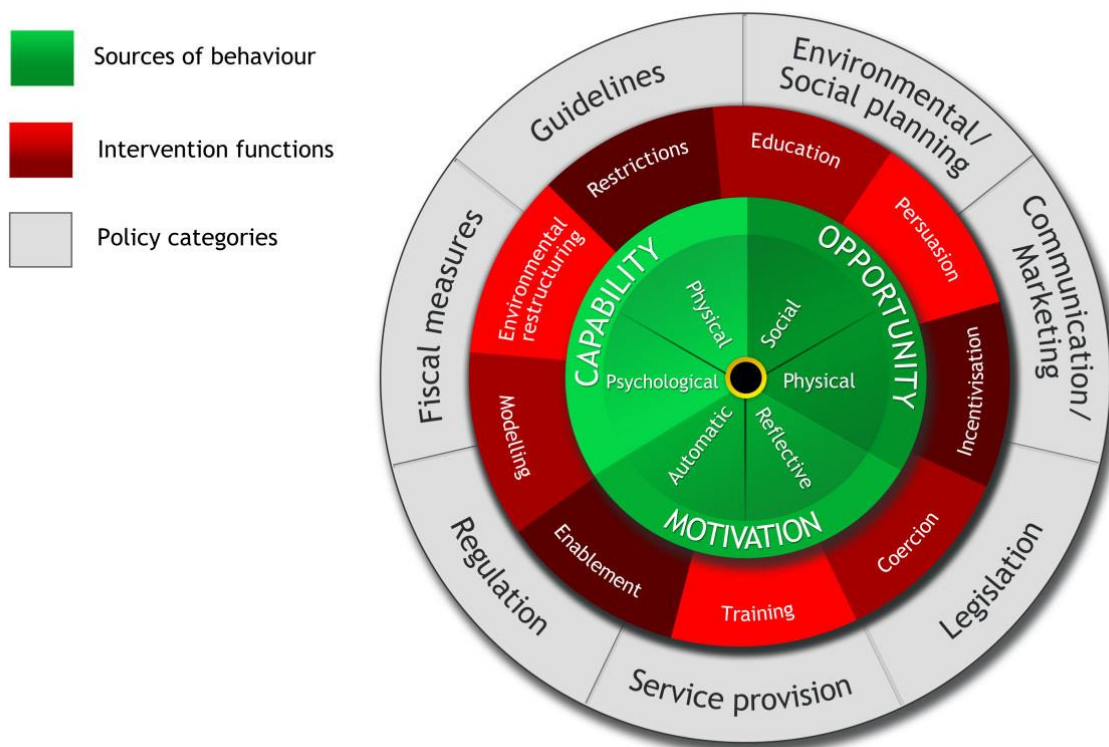 Sources of behaviour
Intervention functions
Policy categories
Guidelines
Environmental/
Social planning
Communication/
Marketing
Legislation
Service provision
Regulation
Fiscal measures
Restrictions
Education
Persuasion
Incentivisation
Coercion
Training
Enablement
Modelling
Environmental
restructuring
CAPABILITY
OPPORTUNITY
MOTIVATION
Physical
Social
Psychological
Physical
Automatic
Reflective